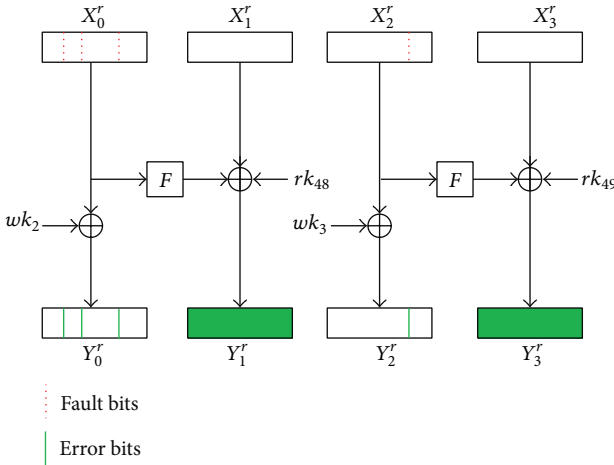 X_0^r X_1^r X_2^r X_3^r
F rk_48 F rk_49
wk_2 wk_3
Y_0^r Y_1^r Y_2^r Y_3^r
Fault bits
Error bits